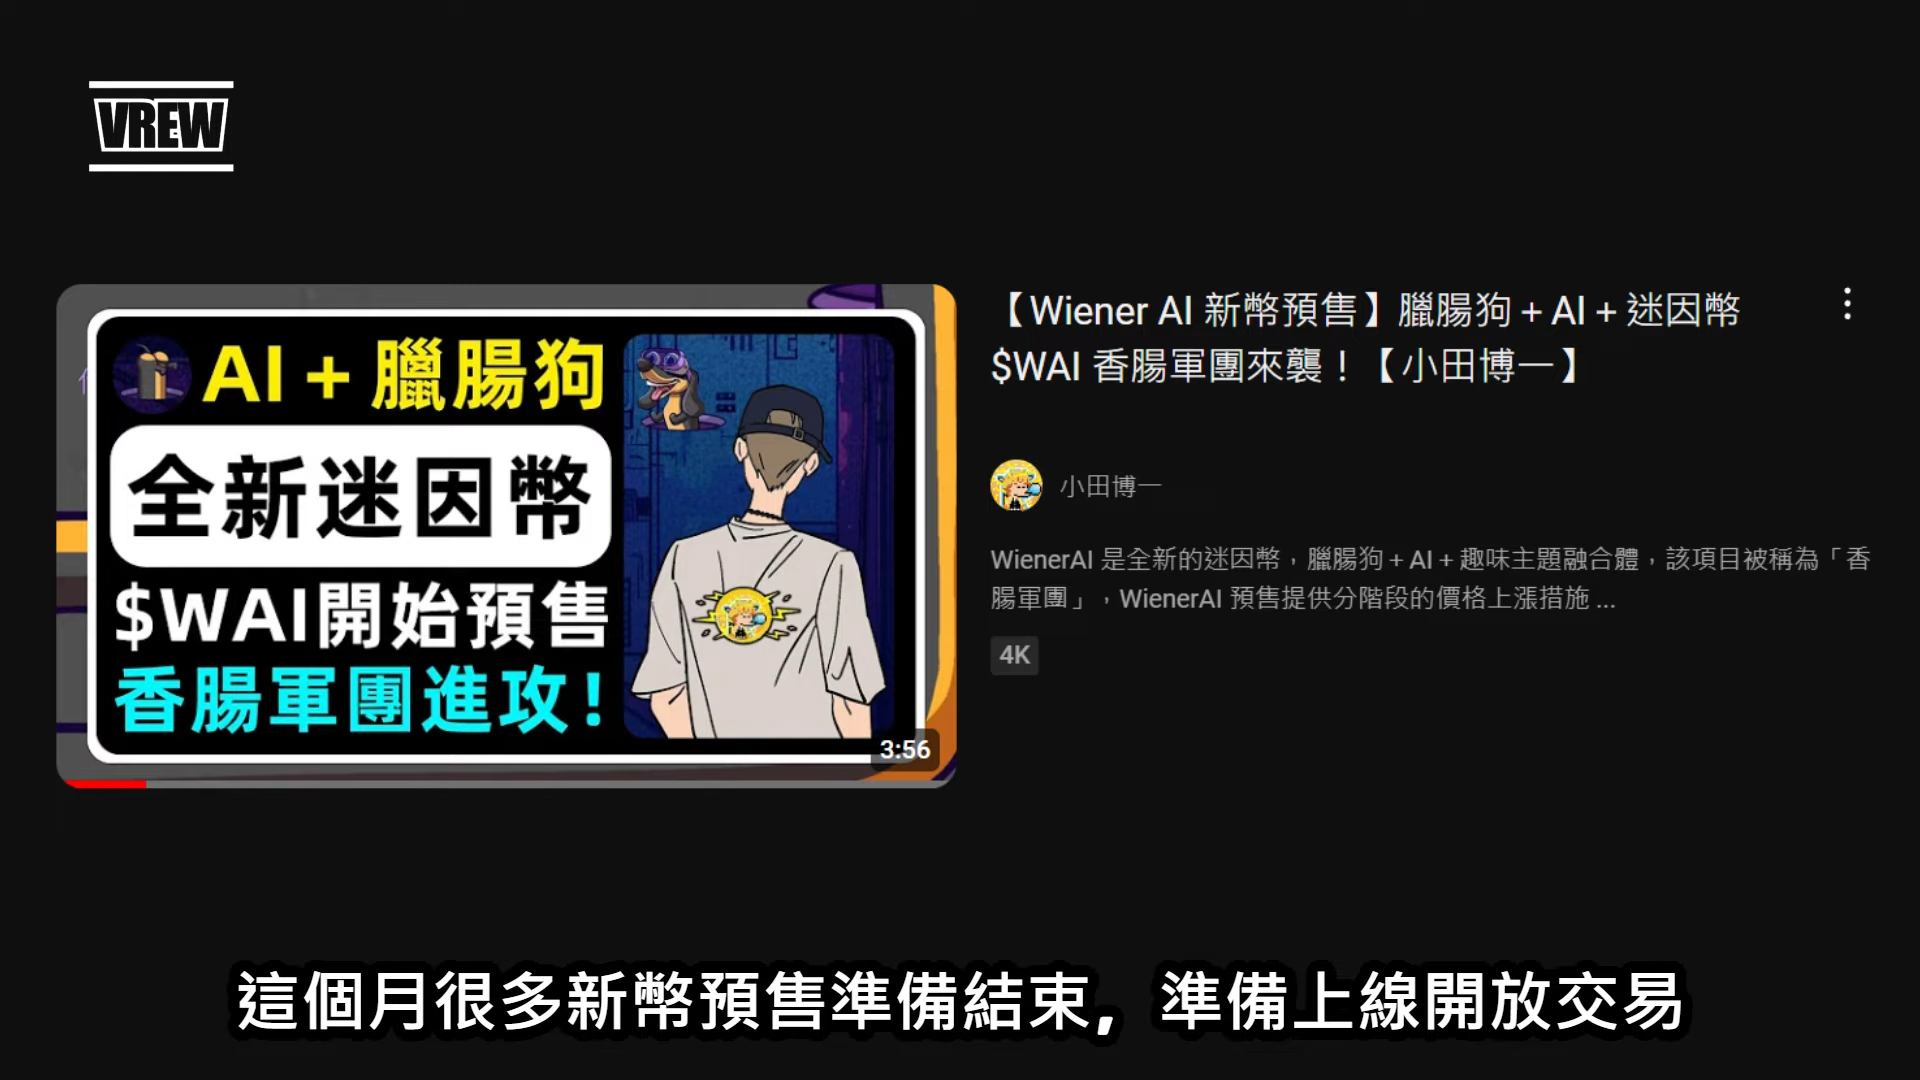 VREW
AI+臘腸狗
全新迷因幣
$WAI開始預售
香腸軍團進攻!
3:56
【Wiener AI 新幣預售】臘腸狗+AI+迷因幣
$WAI 香腸軍團來襲!【小田博一】
小田博一
WienerAI 是全新的迷因幣,臘腸狗+AI+趣味主題融合體,該項目被稱為「香
腸軍團」,WienerAI 預售提供分階段的價格上漲措施 ...
4K
這個月很多新幣預售準備結束, 準備上線開放交易